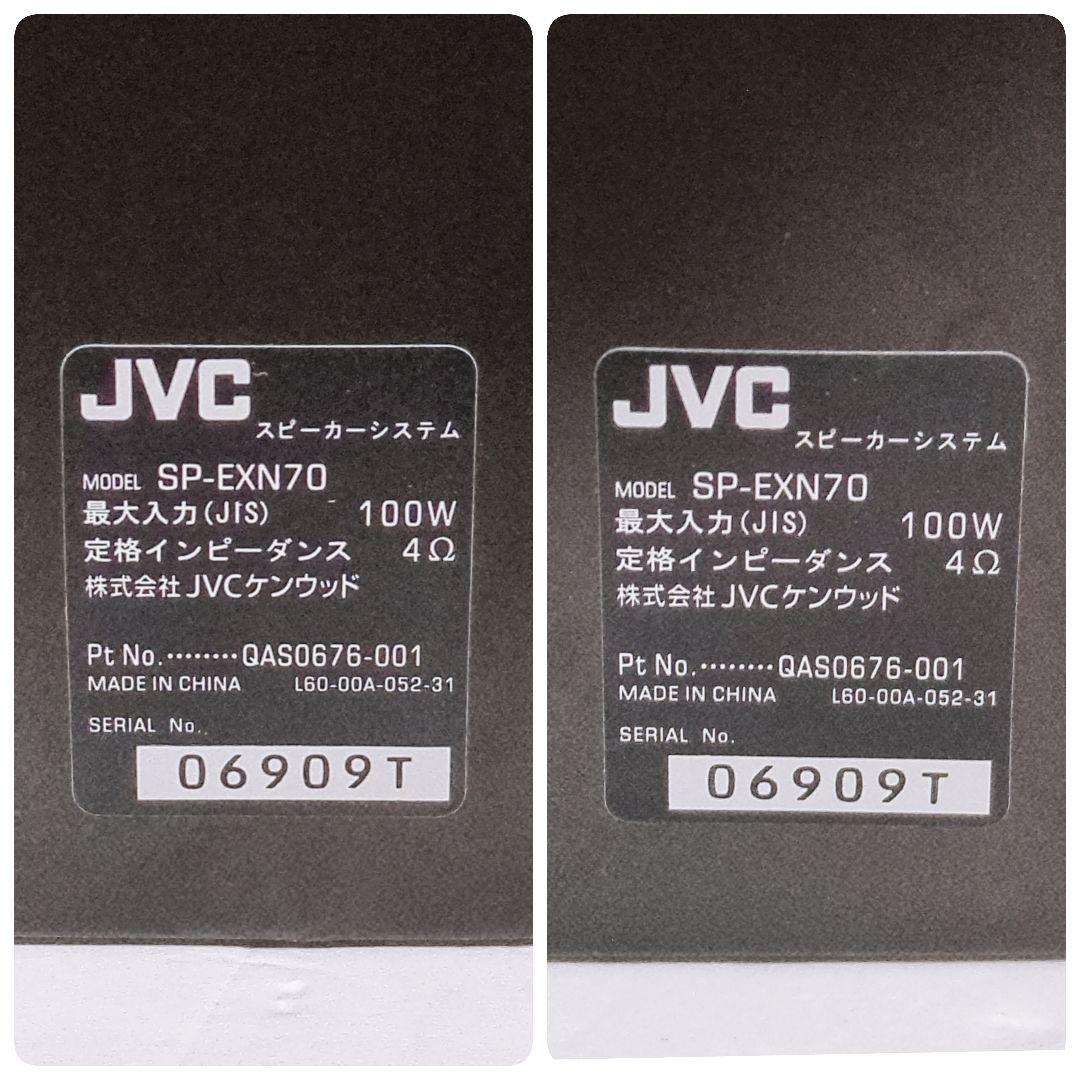 JVC
スピーカーシステム
MODEL SP-EXN70
最大入力(JIS) 100W
定格インピーダンス 4Ω
株式会社JVCケンウッド
Pt No.········QAS0676-001
MADE IN CHINA L60-00A-052-31
SERIAL No.
06909T
JVC
スピーカーシステム
MODEL SP-EXN70
最大入力(JIS) 100W
定格インピーダンス 4Ω
株式会社JVCケンウッド
Pt No.········QAS0676-001
MADE IN CHINA L60-00A-052-31
SERIAL No.
06909T